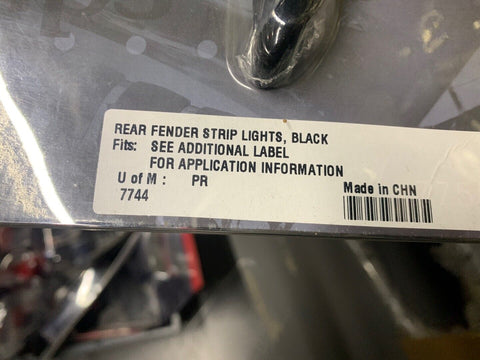 REAR FENDER STRIP LIGHTS, BLACK
Fits: SEE ADDITIONAL LABEL
FOR APPLICATION INFORMATION
U of M : PR
7744
Made in CHN